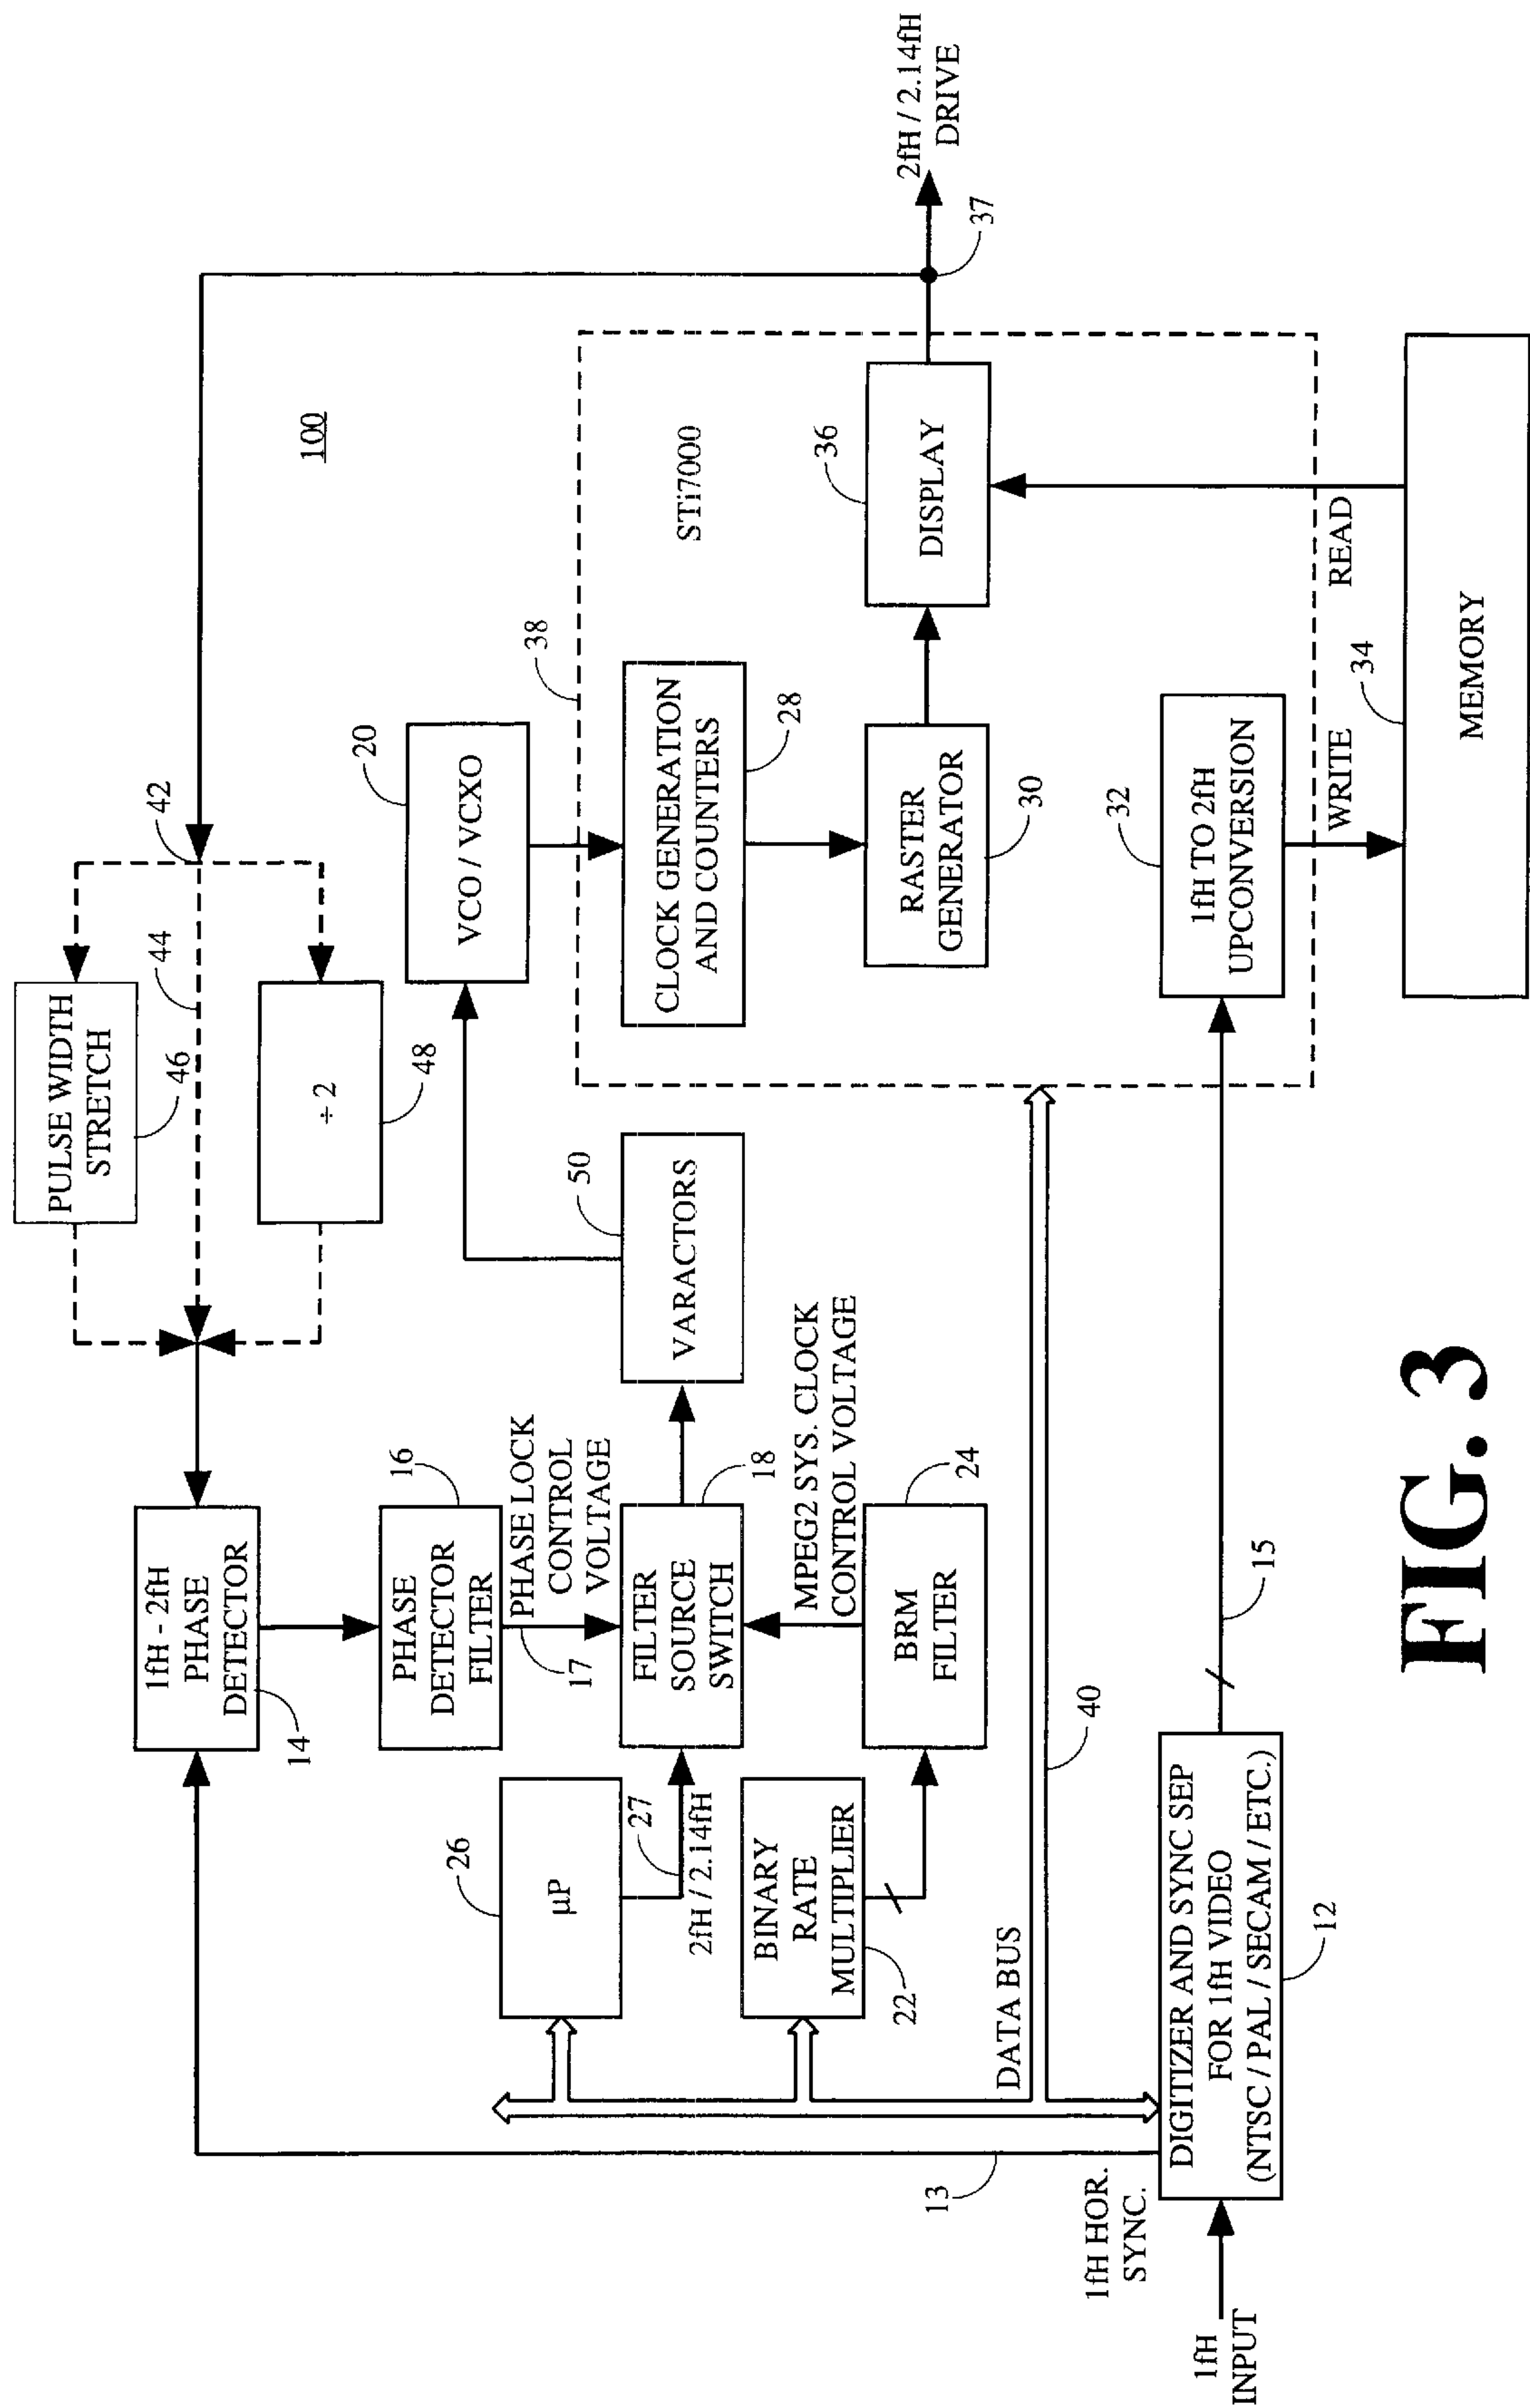 100
1fH - 2fH
PHASE
DETECTOR
14
PULSE WIDTH
STRETCH
46
44
42
÷ 2
48
PHASE
DETECTOR
FILTER
16
17
PHASE LOCK
CONTROL
VOLTAGE
VCO / VCXO
20
µP
26
27
2fH / 2.14fH
FILTER
SOURCE
SWITCH
18
VARACTORS
50
38
STi7000
CLOCK GENERATION
AND COUNTERS
28
BINARY
RATE
MULTIPLIER
22
MPEG2 SYS. CLOCK
CONTROL VOLTAGE
BRM
FILTER
24
RASTER
GENERATOR
30
DISPLAY
36
37
2fH / 2.14fH
DRIVE
DATA BUS
40
13
1fH HOR.
SYNC.
1fH
INPUT
DIGITIZER AND SYNC SEP
FOR 1fH VIDEO
(NTSC / PAL / SECAM / ETC.)
12
15
1fH TO 2fH
UPCONVERSION
32
WRITE
READ
34
MEMORY
FIG. 3